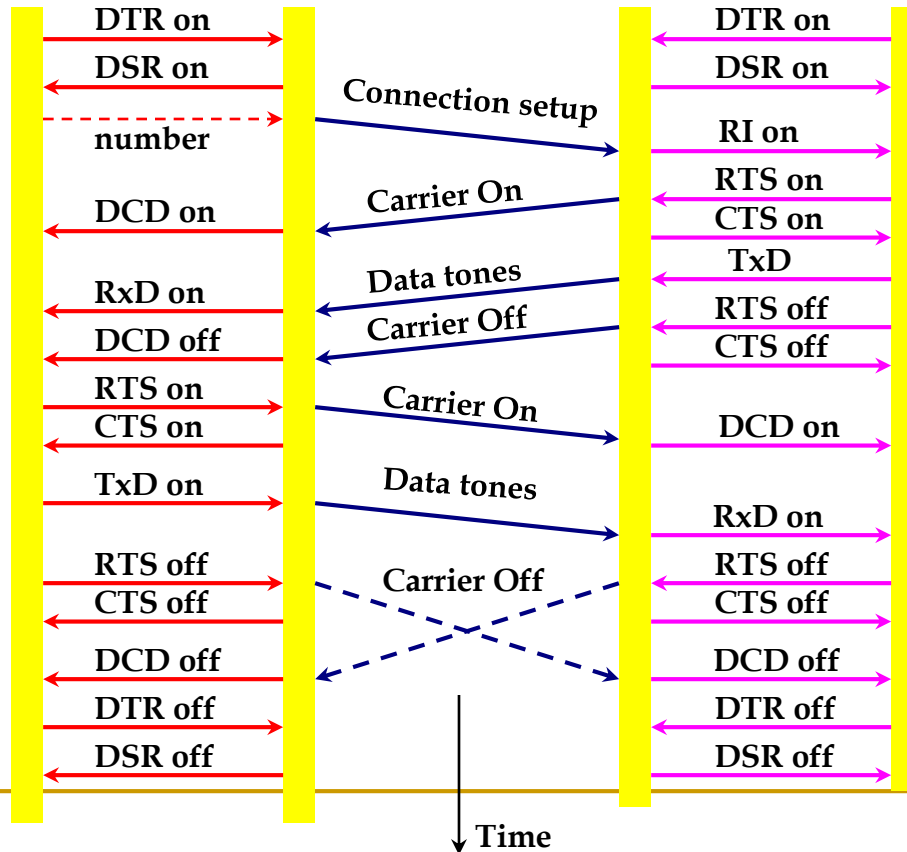 DTR on
DTR on
DSR on
DSR on
Connection setup
number
RI on
RTS on
Carrier On
DCD on
CTS on
TxD
Data tones
RxD on
RTS off
Carrier Off
DCD off
CTS off
RTS on
Carrier On
CTS on
DCD on
TxD on
Data tones
RxD on
RTS off
Carrier Off
RTS off
CTS off
CTS off
DCD off
DCD off
DTR off
DTR off
DSR off
DSR off
Time